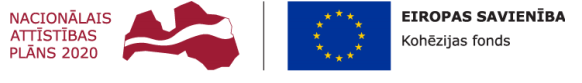 NACIONĀLAIS
ATTĪSTĪBAS
PLĀNS 2020
EIROPAS SAVIENĪBA
Kohēzijas fonds